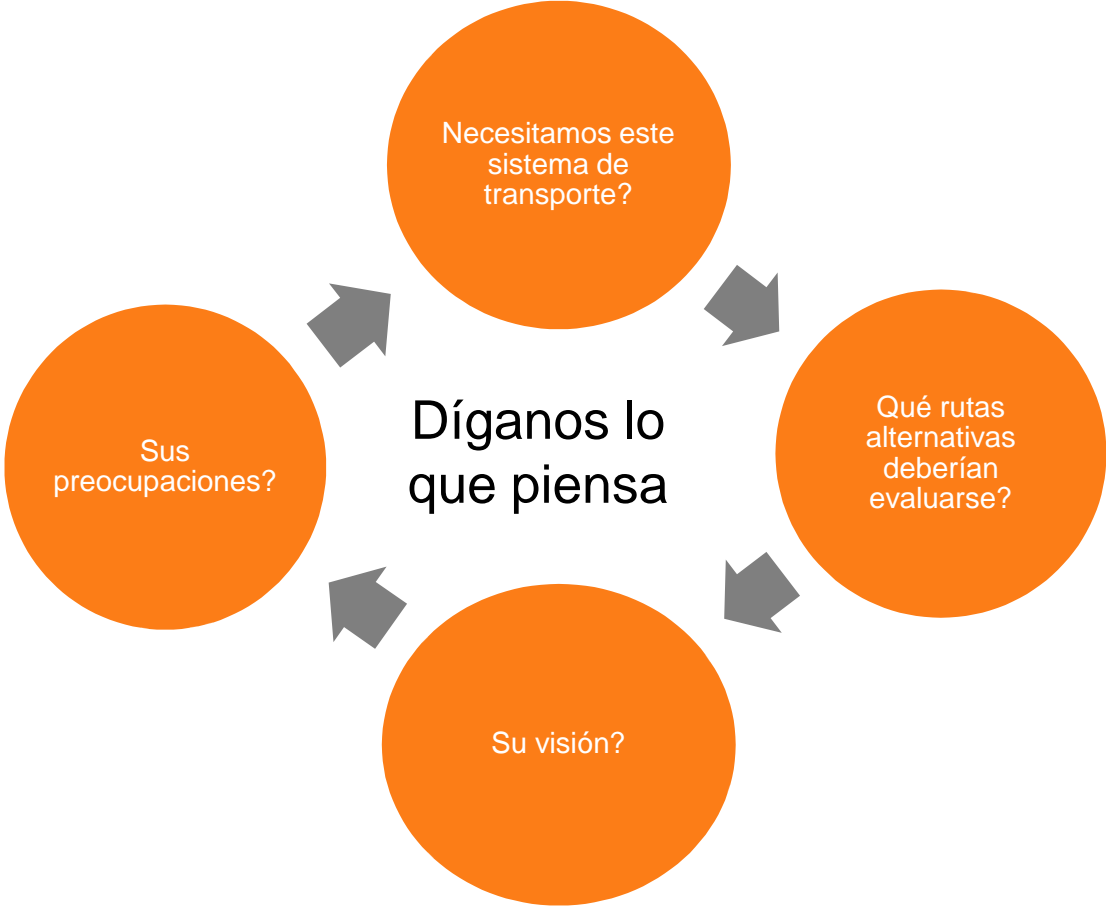 Necesitamos este
sistema de
transporte?
Qué rutas
alternativas
deberían
evaluarse?
Su visión?
Sus
preocupaciones?
Díganos lo
que piensa